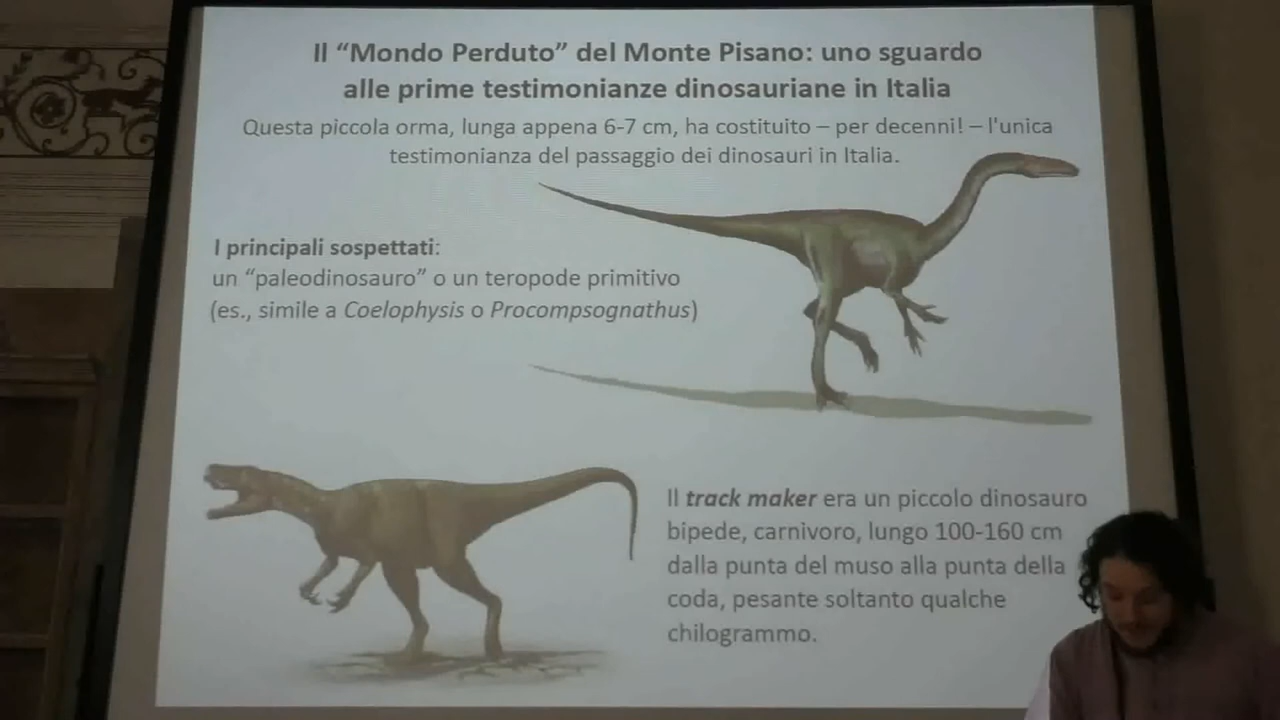 Il “Mondo Perduto” del Monte Pisano: uno sguardo
alle prime testimonianze dinosauriane in Italia
Questa piccola orma, lunga appena 6-7 cm, ha costituito – per decenni! – l'unica
testimonianza del passaggio dei dinosauri in Italia.
I principali sospettati:
un “paleodinosauro” o un teropode primitivo
(es., simile a Coelophysis o Procompsognathus)
Il track maker era un piccolo dinosauro
bipede, carnivoro, lungo 100-160 cm
dalla punta del muso alla punta della
coda, pesante soltanto qualche
chilogrammo.